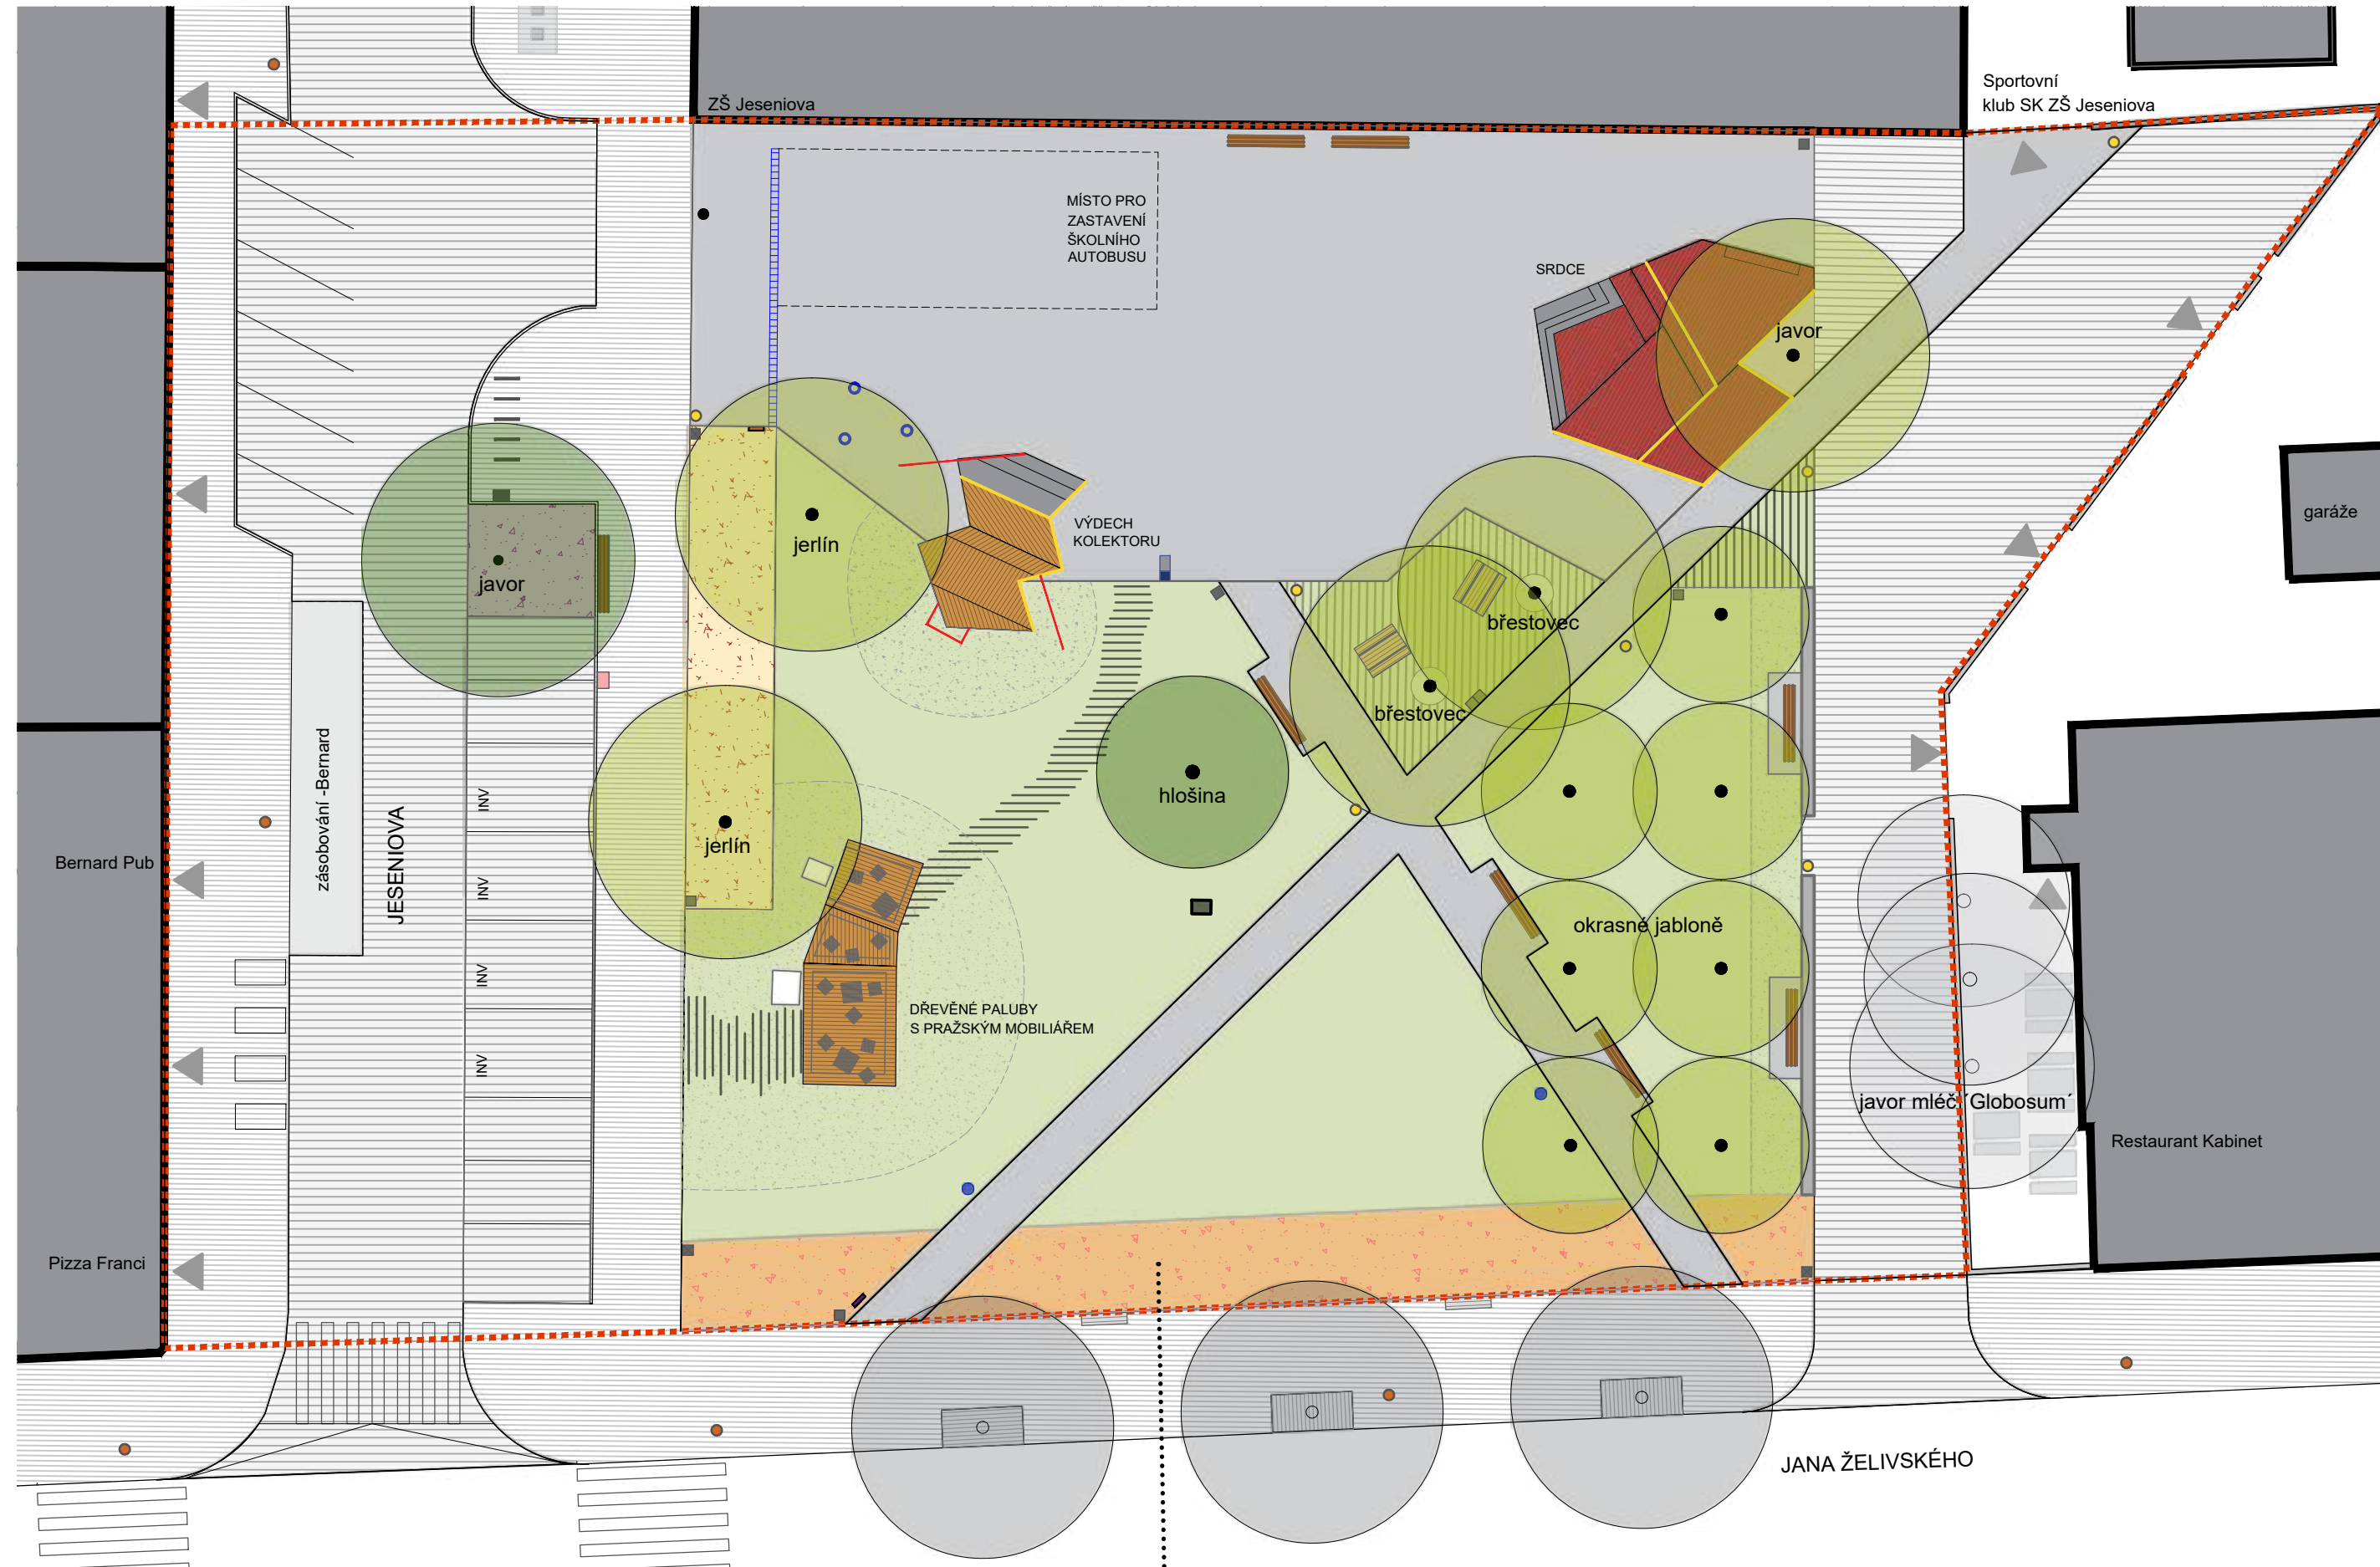 ZŠ Jeseniova
Sportovní
klub SK ZŠ Jeseniova
MÍSTO PRO
ZASTAVENÍ
ŠKOLNÍHO
AUTOBUSU
SRDCE
javor
garáže
VÝDECH
KOLEKTORU
jerlín
javor
břestovec
břestovec
hlošina
jerlín
zásobování -Bernard
JESENIOVA
INV
INV
INV
INV
Bernard Pub
okrasné jabloně
DŘEVĚNÉ PALUBY
S PRAŽSKÝM MOBILIÁŘEM
javor mléč ´Globosum´
Restaurant Kabinet
Pizza Franci
JANA ŽELIVSKÉHO